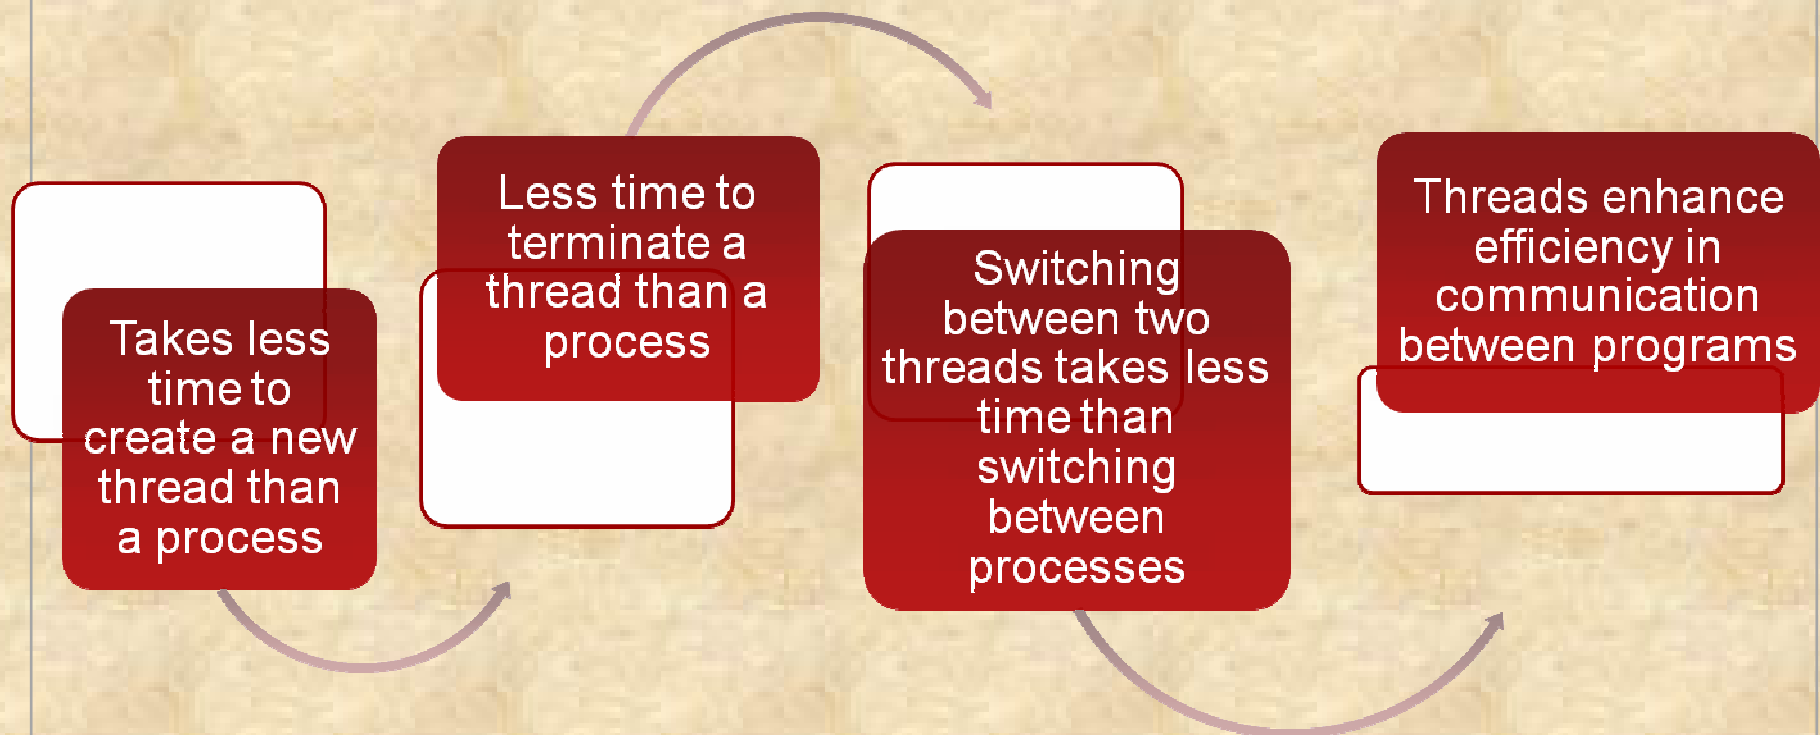 Takes less
time to
create a new
thread than
a process
Less time to
terminate a
thread than a
process
Switching
between two
threads takes less
time than
switching
between
processes
Threads enhance
efficiency in
communication
between programs